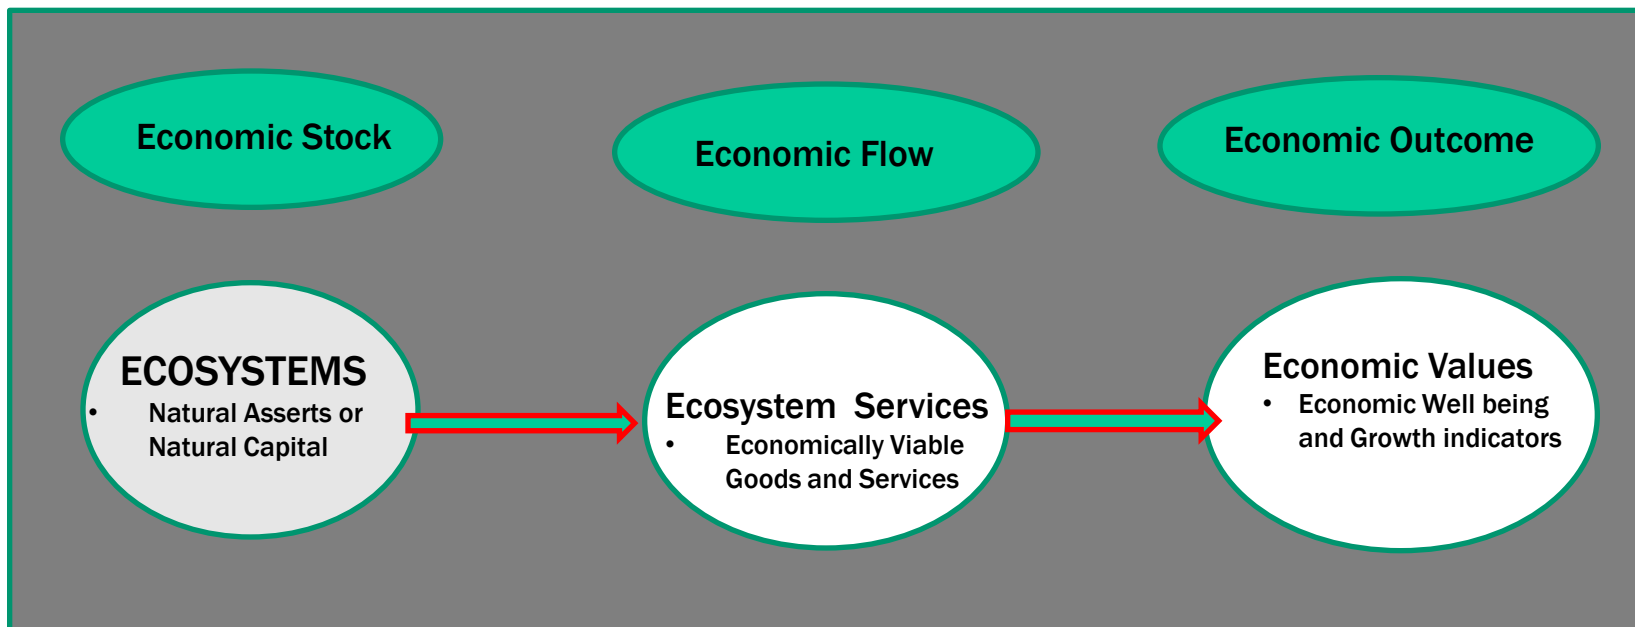 Economic Stock
Economic Flow
Economic Outcome
ECOSYSTEMS
• Natural Asserts or
Natural Capital
Ecosystem Services
• Economically Viable
Goods and Services
Economic Values
• Economic Well being
and Growth indicators